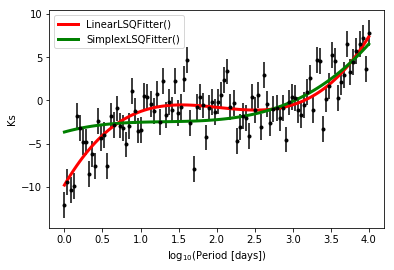 10
5
0
−5
−10
Ks
LinearLSQFitter()
SimplexLSQFitter()
0.0 0.5 1.0 1.5 2.0 2.5 3.0 3.5 4.0
log₁₀(Period [days])